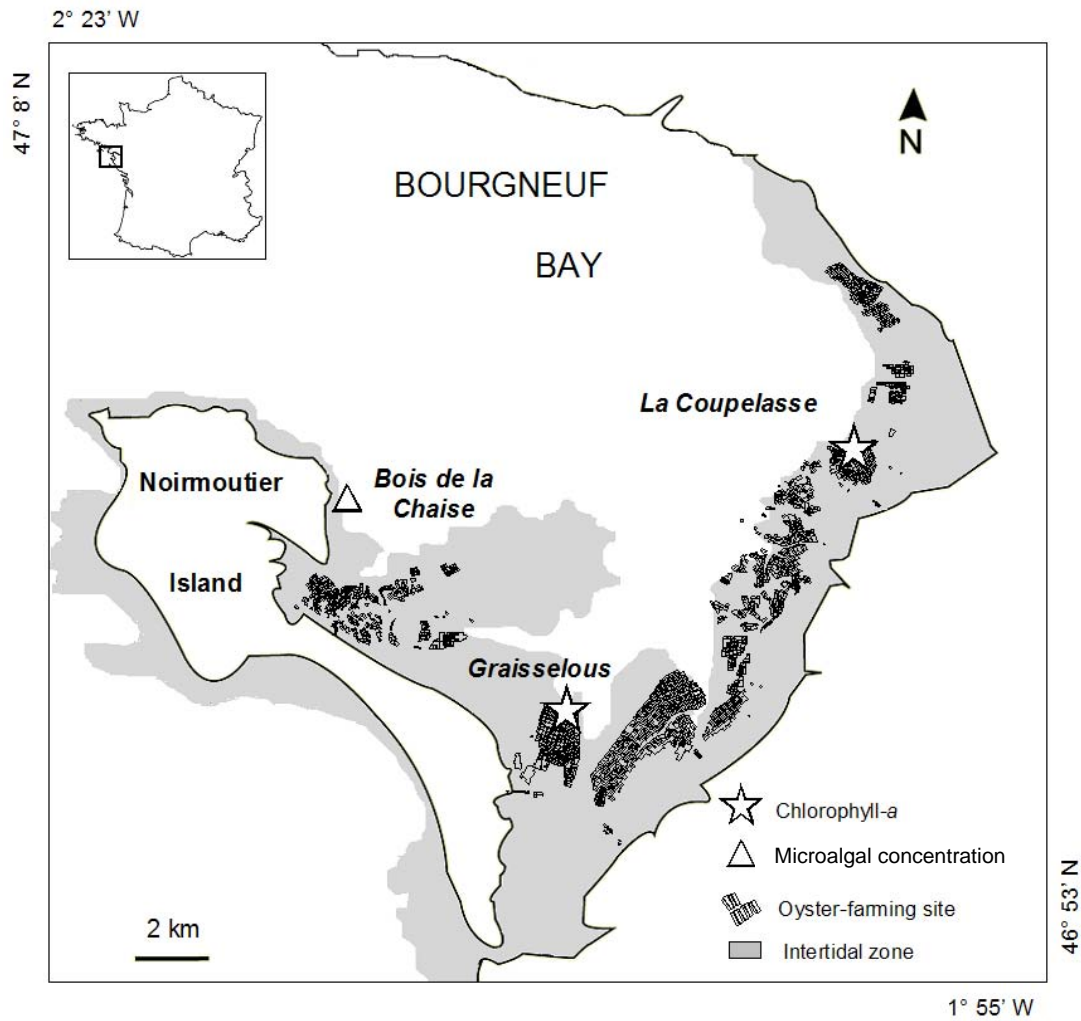 2° 23’ W
47° 8’ N
N
BOURGNEUF
BAY
La Coupelasse
Bois de la
Chaise
Noirmoutier
Island
Graisselous
Chlorophyll-a
Microalgal concentration
Oyster-farming site
Intertidal zone
2 km
46° 53’ N
1° 55’ W